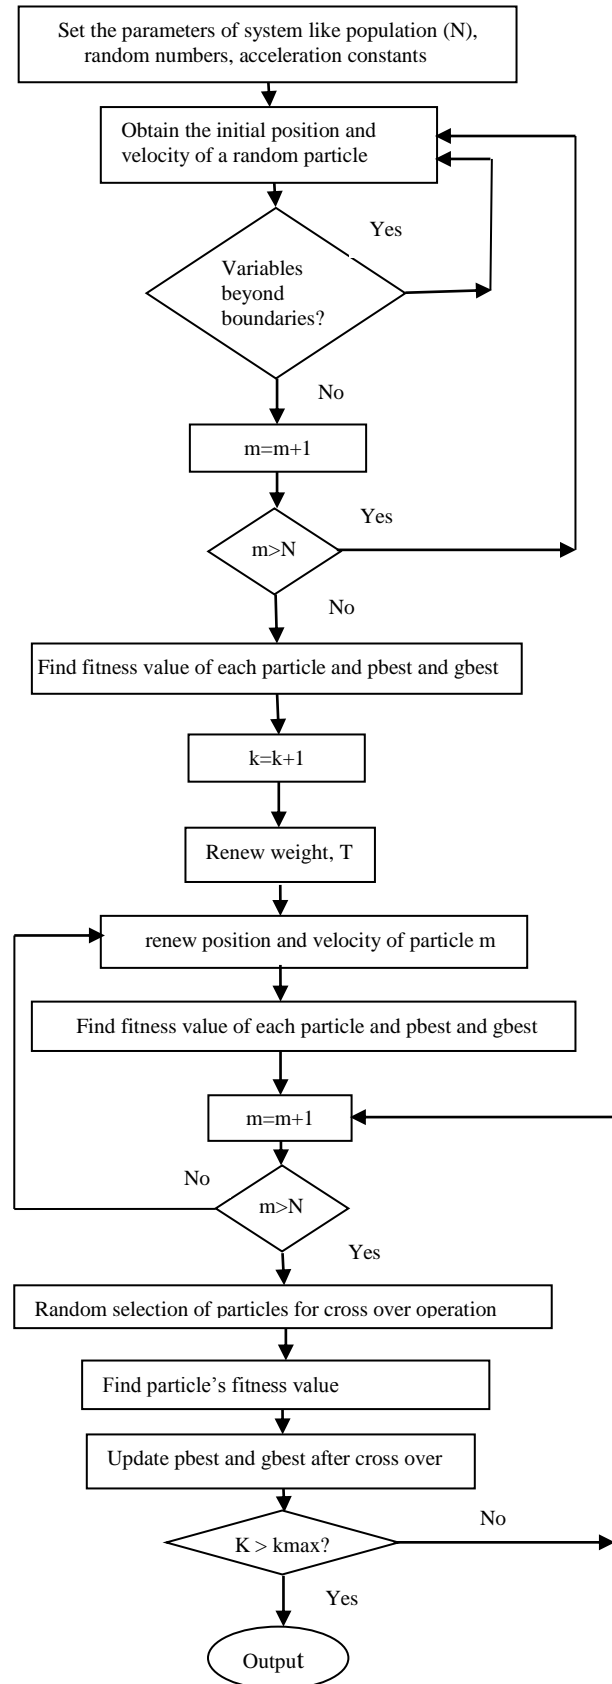 Set the parameters of system like population (N),
random numbers, acceleration constants
Obtain the initial position and
velocity of a random particle
Yes
Variables
beyond
boundaries?
No
m=m+1
Yes
m>N
No
Find fitness value of each particle and pbest and gbest
k=k+1
Renew weight, T
renew position and velocity of particle m
Find fitness value of each particle and pbest and gbest
m=m+1
No
m>N
Yes
Random selection of particles for cross over operation
Find particle’s fitness value
Update pbest and gbest after cross over
No
K > kmax?
Yes
Output